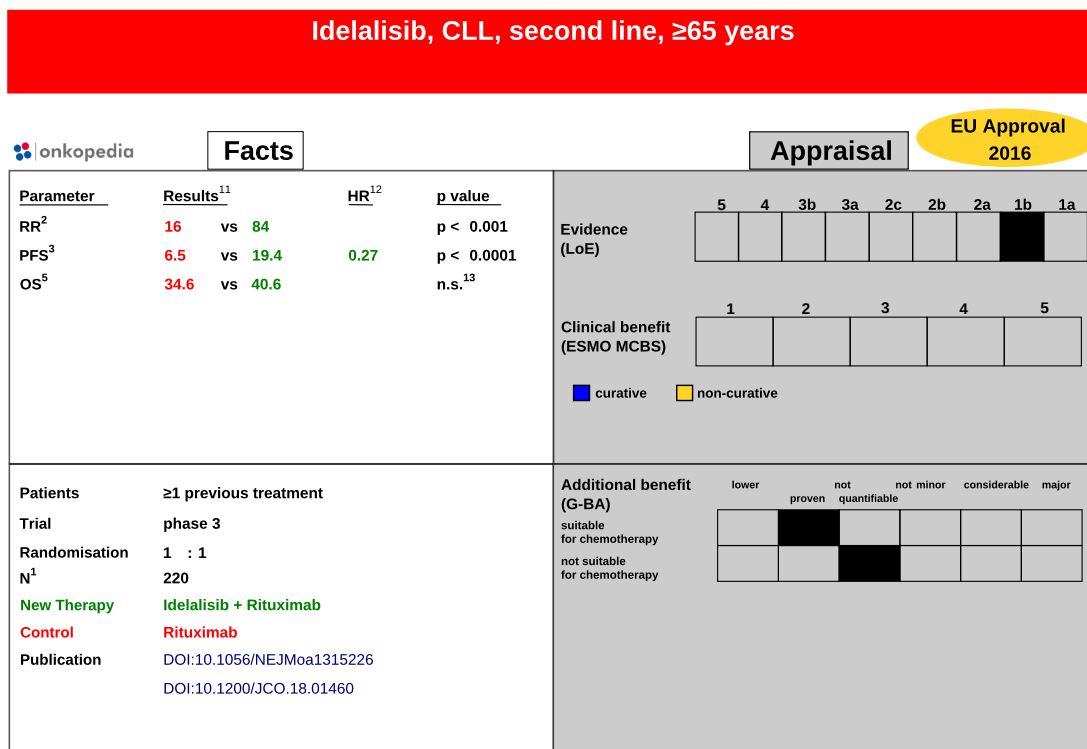 Idelalisib, CLL, second line, ≥65 years
EU Approval
2016
onkopedia
Facts
Appraisal
Parameter Results11 HR12 p value
RR2 16 vs 84 p < 0.001
PFS3 6.5 vs 19.4 0.27 p < 0.0001
OS5 34.6 vs 40.6 n.s.13
5 4 3b 3a 2c 2b 2a 1b 1a
Evidence
(LoE)
1 2 3 4 5
Clinical benefit
(ESMO MCBS)
curative non-curative
Patients ≥1 previous treatment
Trial phase 3
Randomisation 1 : 1
N1 220
New Therapy Idelalisib + Rituximab
Control Rituximab
Publication DOI:10.1056/NEJMoa1315226
DOI:10.1200/JCO.18.01460
Additional benefit
(G-BA)
lower not not minor considerable major
proven quantifiable
suitable
for chemotherapy
not suitable
for chemotherapy